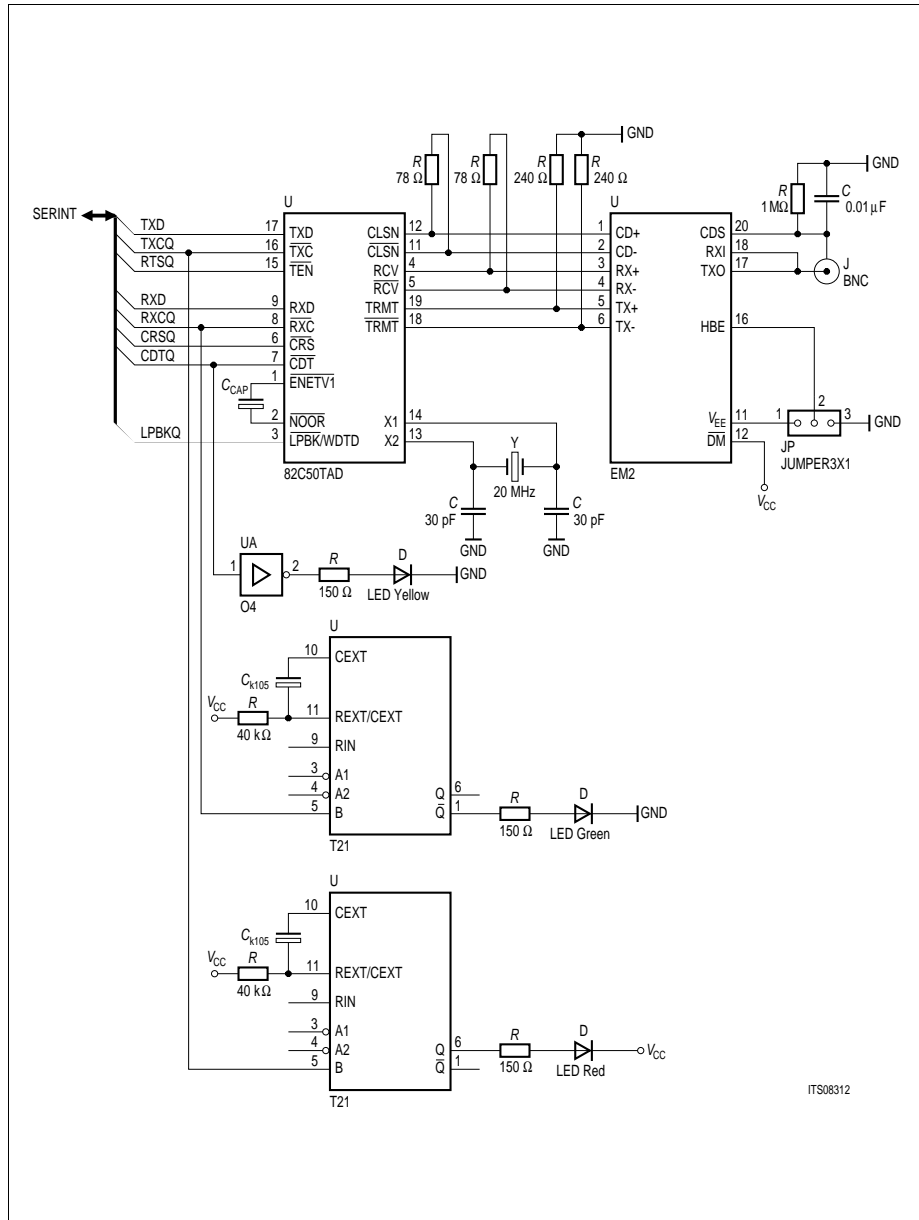 GND
R
78 Ω
R
78 Ω
R
240 Ω
R
240 Ω
GND
R
1 MΩ
C
0.01 µF
SERINT
U
U
TXD 17 TXD CLSN 12 1 CD+ CDS 20
TXCQ 16 TXC CLSN 11 2 CD- RXI 18
RTSQ 15 TEN RCV 4 3 RX+ TXO 17
J
BNC
RCV 5 4 RX-
TRMT 19 5 TX+
RXD 9 RXD TRMT 18 6 TX- HBE 16
RXCQ 8 RXC
CRSQ 6 CRS
CDTQ 7 CDT
C CAP
1 ENETV1
2 NOOR X1 14
LPBKQ 3 LPBK/WDTD X2 13
VEE 11 1 2 3 GND
DM 12
JP
JUMPER3X1
VCC
82C50TAD
EM2
Y
20 MHz
C
30 pF
GND
C
30 pF
GND
UA
1 2
O4
R
150 Ω
D
LED Yellow
GND
U
10 CEXT
Ck105
VCC
R
40 kΩ
11 REXT/CEXT
9 RIN
3 A1
4 A2 Q 6
5 B Q 1
R
150 Ω
D
LED Green
GND
T21
U
10 CEXT
Ck105
VCC
R
40 kΩ
11 REXT/CEXT
9 RIN
3 A1
4 A2 Q 6
5 B Q 1
R
150 Ω
D
LED Red
VCC
T21
ITS08312